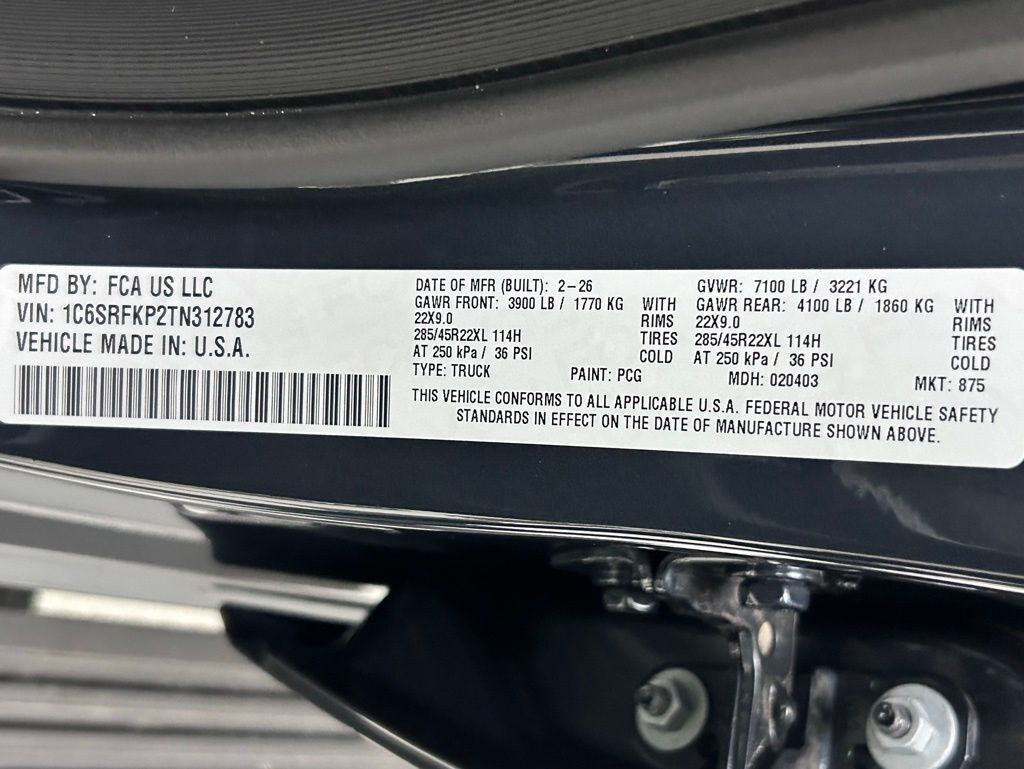 MFD BY: FCA US LLC
VIN: 1C6SRFKP2TN312783
VEHICLE MADE IN: U.S.A.
DATE OF MFR (BUILT): 2-26 GVWR: 7100 LB / 3221 KG
GAWR FRONT: 3900 LB / 1770 KG WITH GAWR REAR: 4100 LB / 1860 KG WITH
22X9.0 RIMS 22X9.0 RIMS
285/45R22XL 114H TIRES 285/45R22XL 114H TIRES
AT 250 kPa / 36 PSI COLD AT 250 kPa / 36 PSI COLD
TYPE: TRUCK PAINT: PCG MDH: 020403 MKT: 875
THIS VEHICLE CONFORMS TO ALL APPLICABLE U.S.A. FEDERAL MOTOR VEHICLE SAFETY
STANDARDS IN EFFECT ON THE DATE OF MANUFACTURE SHOWN ABOVE.